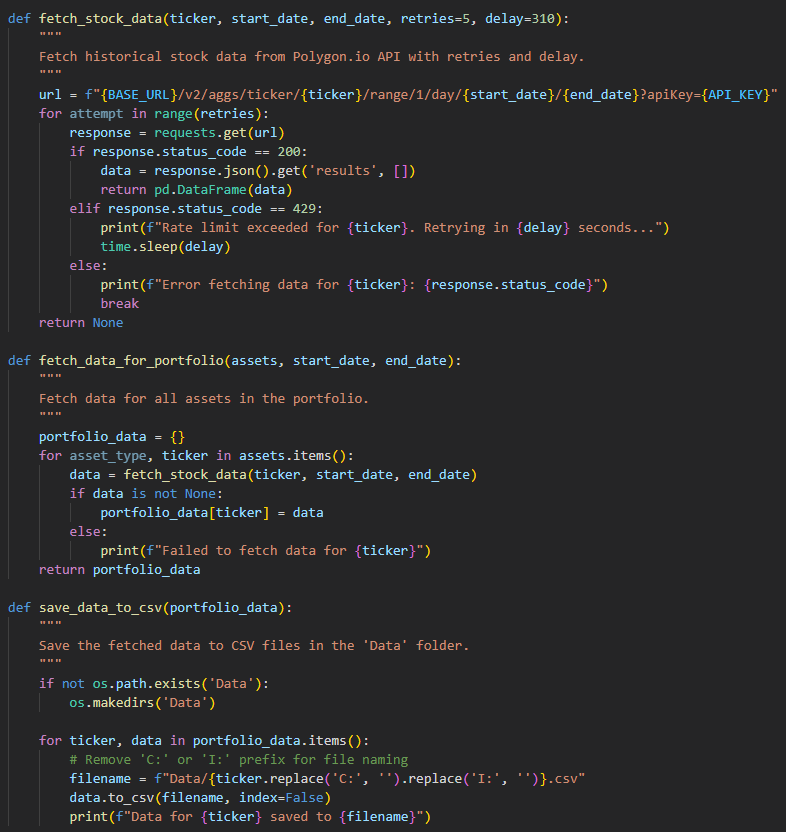 def fetch_stock_data(ticker, start_date, end_date, retries=5, delay=310):
    """
    Fetch historical stock data from Polygon.io API with retries and delay.
    """
    url = f"{BASE_URL}/v2/aggs/ticker/{ticker}/range/1/day/{start_date}/{end_date}?apiKey={API_KEY}"
    for attempt in range(retries):
        response = requests.get(url)
        if response.status_code == 200:
            data = response.json().get('results', [])
            return pd.DataFrame(data)
        elif response.status_code == 429:
            print(f"Rate limit exceeded for {ticker}. Retrying in {delay} seconds...")
            time.sleep(delay)
        else:
            print(f"Error fetching data for {ticker}: {response.status_code}")
            break
    return None

def fetch_data_for_portfolio(assets, start_date, end_date):
    """
    Fetch data for all assets in the portfolio.
    """
    portfolio_data = {}
    for asset_type, ticker in assets.items():
        data = fetch_stock_data(ticker, start_date, end_date)
        if data is not None:
            portfolio_data[ticker] = data
        else:
            print(f"Failed to fetch data for {ticker}")
    return portfolio_data

def save_data_to_csv(portfolio_data):
    """
    Save the fetched data to CSV files in the 'Data' folder.
    """
    if not os.path.exists('Data'):
        os.makedirs('Data')

    for ticker, data in portfolio_data.items():
        # Remove 'C:' or 'I:' prefix for file naming
        filename = f"Data/{ticker.replace('C:', '').replace('I:', '')}.csv"
        data.to_csv(filename, index=False)
        print(f"Data for {ticker} saved to {filename}")